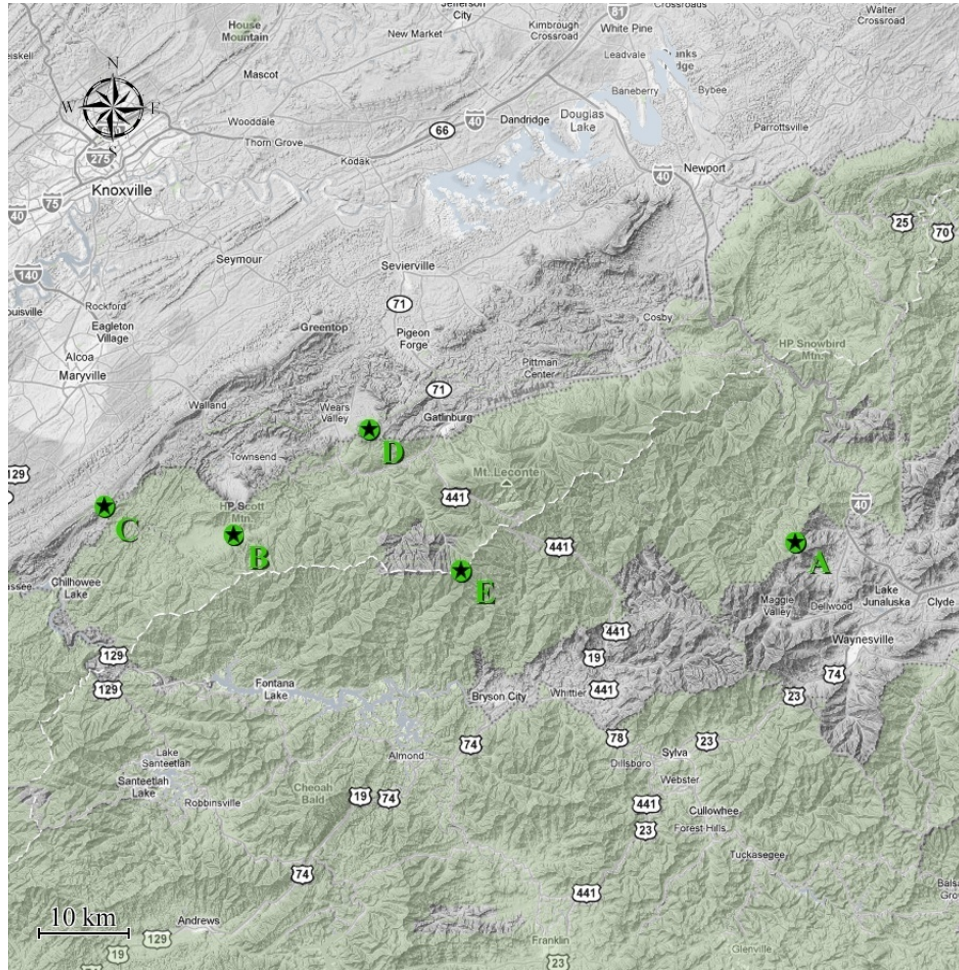 Jefferson
City
Crossroads
81
Walter
Crossroad
House
Mountain
New Market
Kimbrough
Crossroad
White Pine
Leadvale
Mascot
Baneberry
Bybee
N
W
S
Wooddale
Thorn Grove
Kodak
66
40
Dandridge
Douglas
Lake
Parrottsville
275
Knoxville
75
40
Newport
40
25
70
Seymour
Sevierville
140
Rockford
Eagleton
Village
71
Greentop
Pigeon
Forge
Cosby
HP Snowbird
Mtn.
Alcoa
Maryville
Pittman
Center
71
Walland
Wears
Valley
Gatlinburg
D
Townsend
129
Mt. Leconte
441
40
C
HP Scott
Mtn.
B
441
A
E
Chilhowee
Lake
Maggie
Valley
Dellwood
Lake
Junaluska
Clyde
Waynesville
441
19
129
129
Fontana
Lake
Bryson City
Whittier
441
74
23
74
78
23
Almond
Dillsboro
Sylva
Webster
Lake
Santeetlah
Santeetlah
Lake
Robbinsville
Cheoah
Bald
19
74
441
23
Cullowhee
Forest Hills
Tuckasegee
74
441
10 km
Andrews
129
19
Franklin
23
Glenville